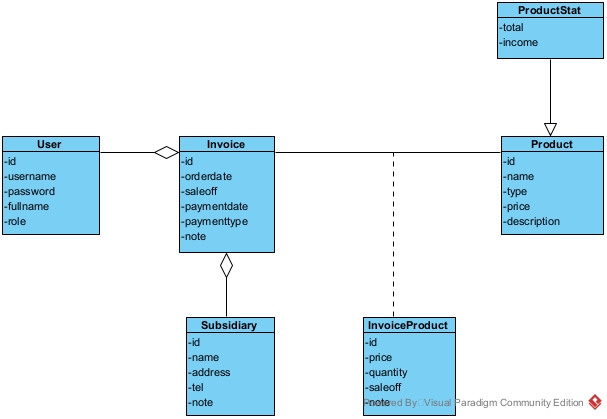 ProductStat
-total
-income
User
-id
-username
-password
-fullname
-role
Invoice
-id
-orderdate
-saleoff
-paymentdate
-paymenttype
-note
Product
-id
-name
-type
-price
-description
Subsidiary
-id
-name
-address
-tel
-note
InvoiceProduct
-id
-price
-quantity
-saleoff
-note
Powered By: Visual Paradigm Community Edition